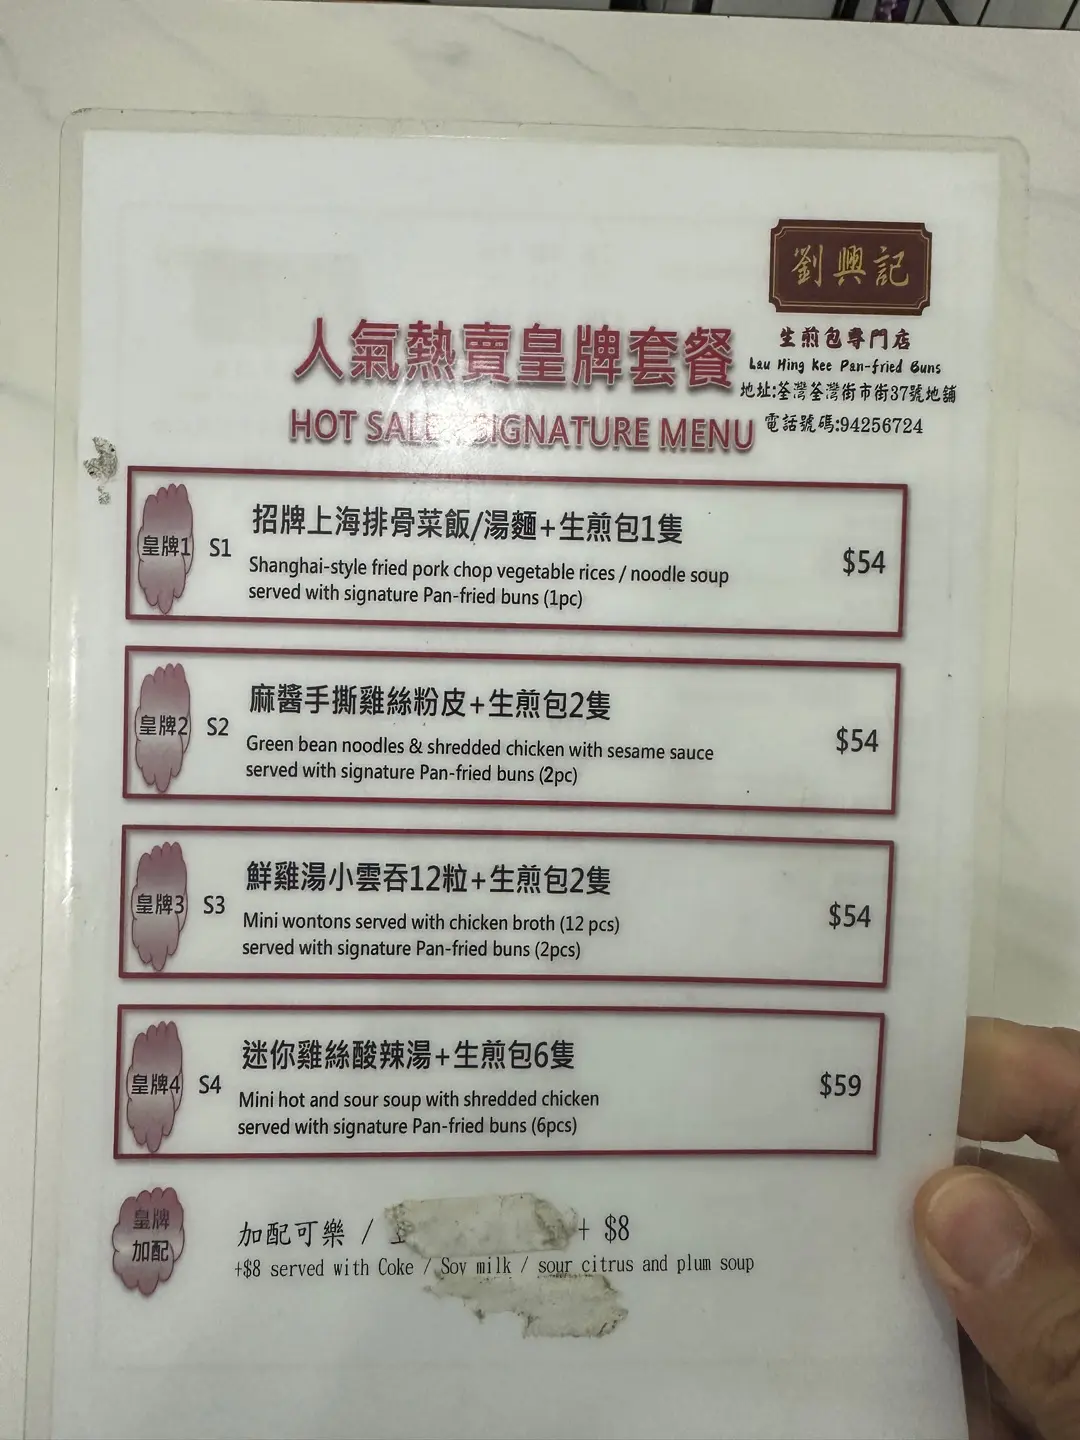 劉興記
生煎包專門店
Lau Hing Kee Pan-fried Buns
地址:荃灣荃灣街市街37號地舖
電話號碼:94256724
人氣熱賣皇牌套餐
HOT SALE SIGNATURE MENU
皇牌1 S1 招牌上海排骨菜飯/湯麵+生煎包1隻
Shanghai-style fried pork chop vegetable rices / noodle soup
served with signature Pan-fried buns (1pc)
$54
皇牌2 S2 麻醬手撕雞絲粉皮+生煎包2隻
Green bean noodles & shredded chicken with sesame sauce
served with signature Pan-fried buns (2pc)
$54
皇牌3 S3 鮮雞湯小雲吞12粒+生煎包2隻
Mini wontons served with chicken broth (12 pcs)
served with signature Pan-fried buns (2pcs)
$54
皇牌4 S4 迷你雞絲酸辣湯+生煎包6隻
Mini hot and sour soup with shredded chicken
served with signature Pan-fried buns (6pcs)
$59
皇牌
加配
加配可樂 / + $8
+$8 served with Coke / Soy milk / sour citrus and plum soup